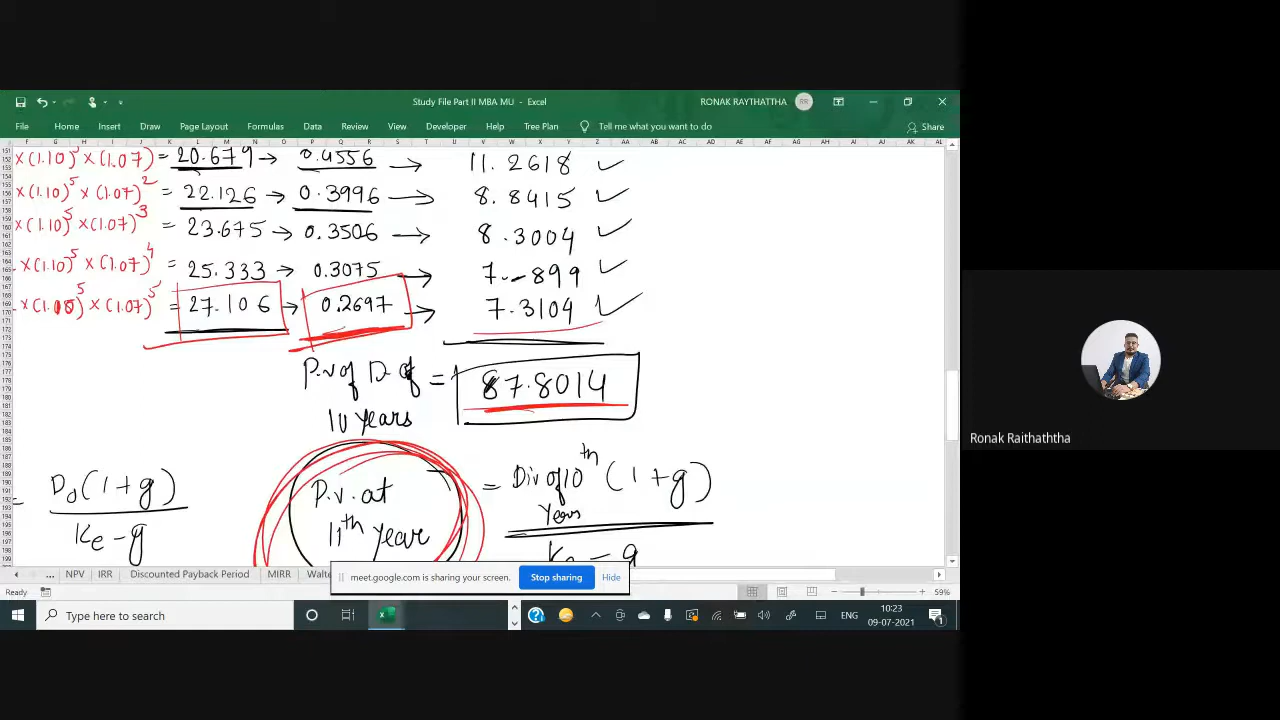 Study File Part II MBA MU - Excel
RONAK RAYTHATTHA RR
File Home Insert Draw Page Layout Formulas Data Review View Developer Help Tree Plan Tell me what you want to do Share
×(1.10)^5 ×(1.07) = 20.679 → 0.4556 → 11.2618 ✓
×(1.10)^5 ×(1.07)^2 = 22.126 → 0.3996 → 8.8415 ✓
×(1.10)^5 ×(1.07)^3 = 23.675 → 0.3506 → 8.3004 ✓
×(1.10)^5 ×(1.07)^4 = 25.333 → 0.3075 → 7.899 ✓
×(1.10)^5 ×(1.07)^5 = 27.106 → 0.2697 → 7.3104 ✓
P.v of D. of = 87.8014
10 years
= D₀(1+g) / Ke-g
P.v. at 11th year = Div of 10th years (1+g) / Ke-g
meet.google.com is sharing your screen. Stop sharing Hide
... NPV IRR Discounted Payback Period MIRR Walte
Ready 59%
Type here to search
ENG 10:23
09-07-2021
Ronak Raithaththa